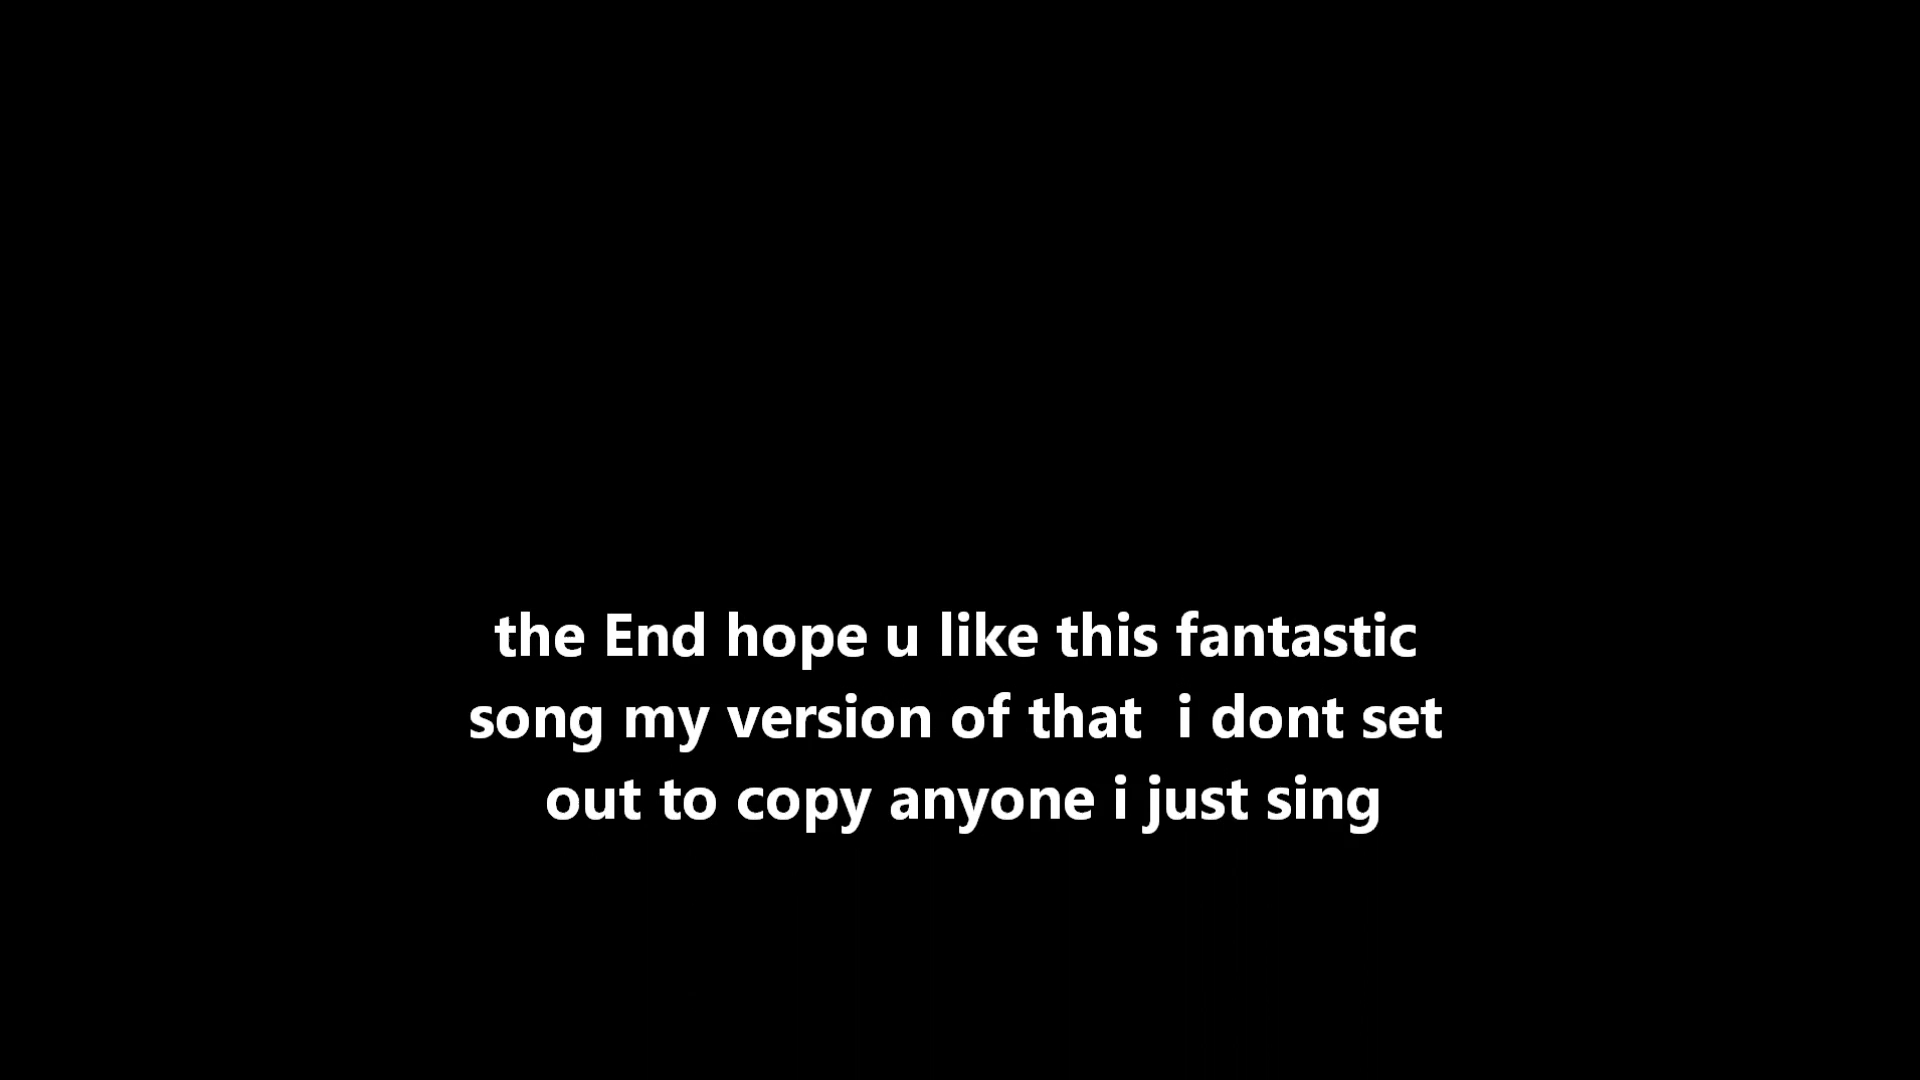 the End hope u like this fantastic
song my version of that  i dont set
out to copy anyone i just sing